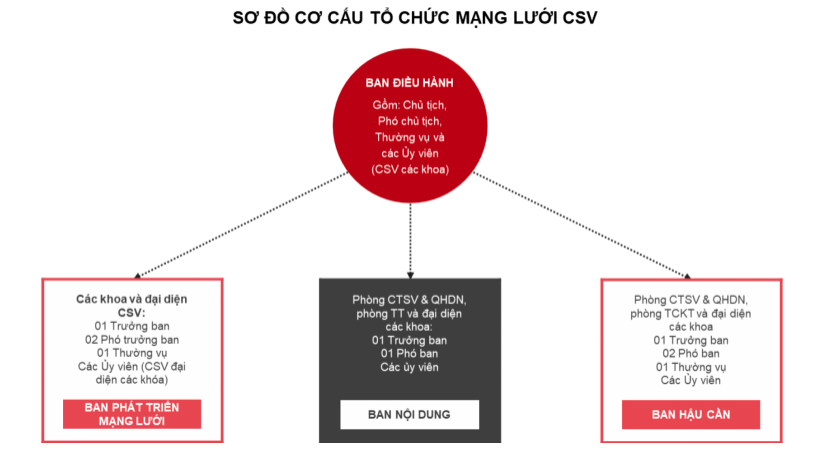 SƠ ĐỒ CƠ CẤU TỔ CHỨC MẠNG LƯỚI CSV
BAN ĐIỀU HÀNH
Gồm: Chủ tịch,
Phó chủ tịch,
Thường vụ và
các Ủy viên
(CSV các khoa)
Các khoa và đại diện
CSV:
01 Trưởng ban
02 Phó trưởng ban
01 Thường vụ
Các Ủy viên (CSV đại
diện các khóa)
BAN PHÁT TRIỂN
MẠNG LƯỚI
Phòng CTSV & QHDN,
phòng TT và đại diện
các khoa:
01 Trưởng ban
01 Phó ban
Các ủy viên
BAN NỘI DUNG
Phòng CTSV & QHDN,
phòng TCKT và đại diện
các khoa
01 Trưởng ban
02 Phó ban
01 Thường vụ
Các Ủy viên
BAN HẬU CẦN